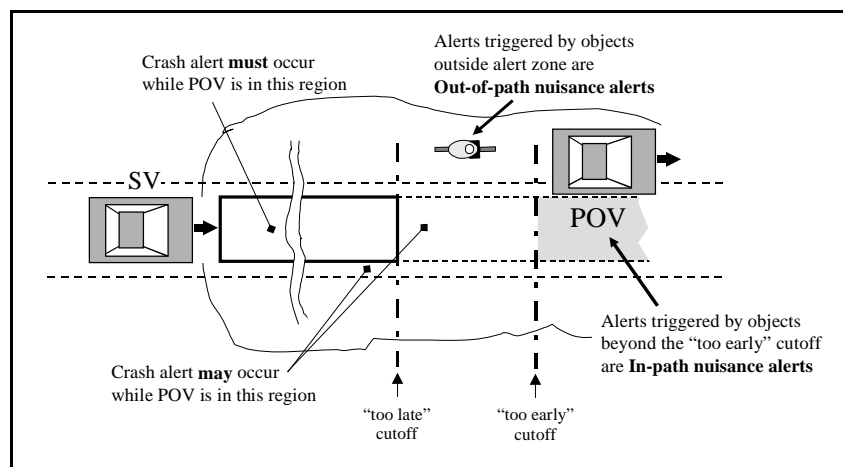 Crash alert must occur
while POV is in this region
Alerts triggered by objects
outside alert zone are
Out-of-path nuisance alerts
SV
POV
Alerts triggered by objects
beyond the “too early” cutoff
are In-path nuisance alerts
Crash alert may occur
while POV is in this region
“too late”
cutoff
“too early”
cutoff